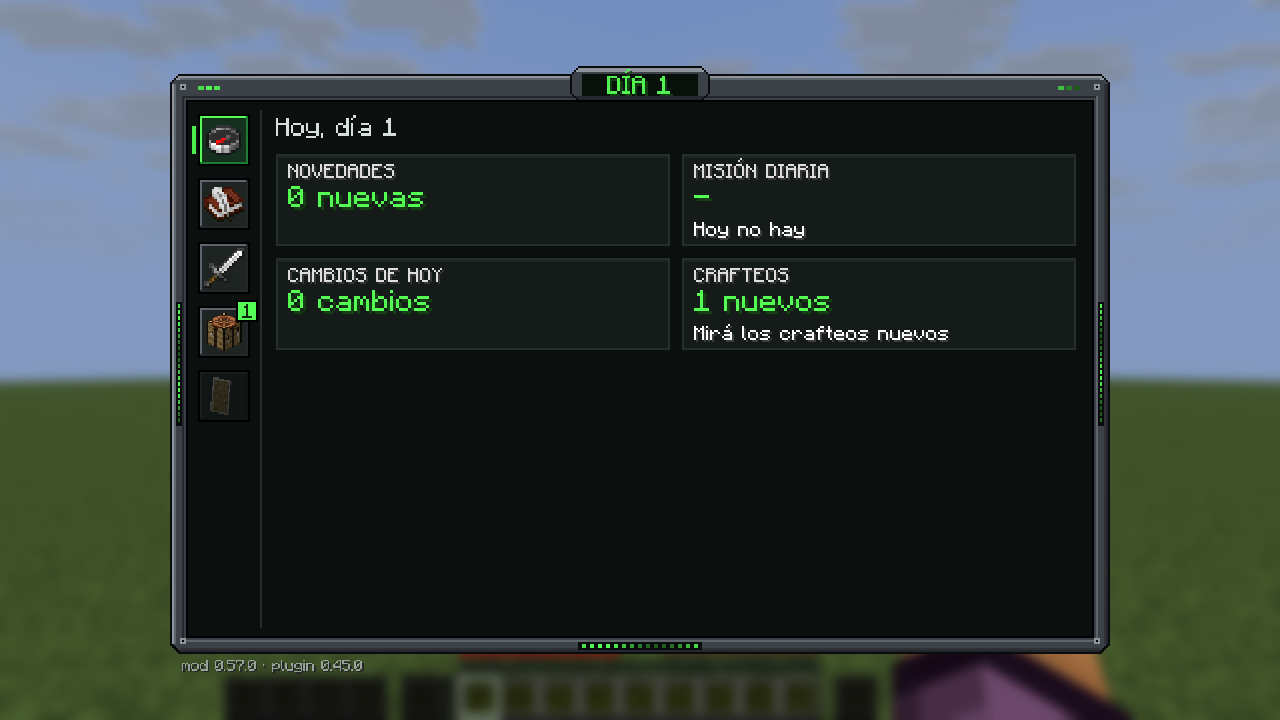 DÍA 1
Hoy, día 1
NOVEDADES
0 nuevas
MISIÓN DIARIA
—
Hoy no hay
CAMBIOS DE HOY
0 cambios
CRAFTEOS
1 nuevos
Mirá los crafteos nuevos
1
mod 0.57.0 · plugin 0.45.0